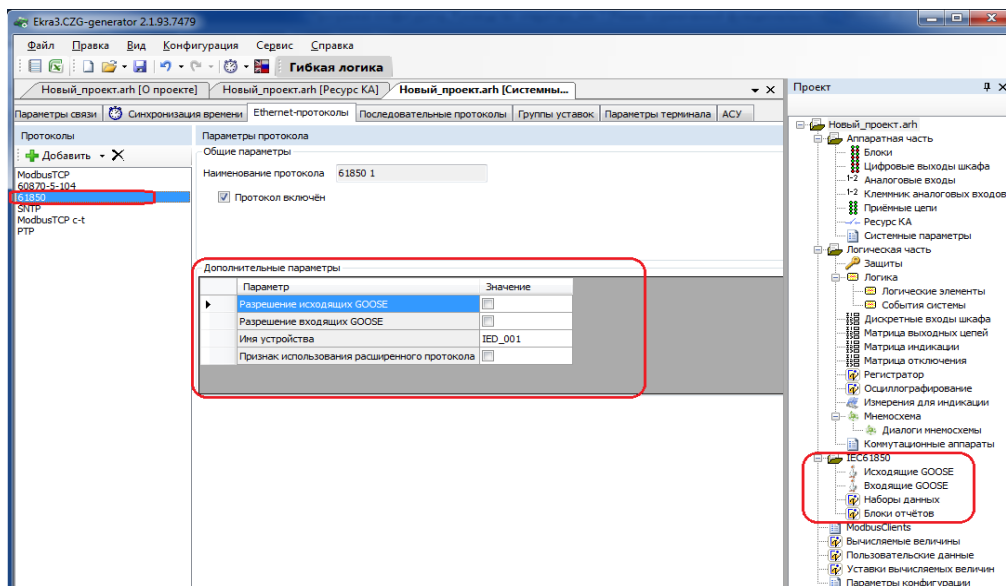 Ekra3.CZG-generator 2.1.93.7479
Файл Правка Вид Конфигурация Сервис Справка
Гибкая логика
Новый_проект.arh [О проекте] Новый_проект.arh [Ресурс КА] Новый_проект.arh [Системны...
Параметры связи Синхронизация времени Ethernet-протоколы Последовательные протоколы Группы уставок Параметры терминала АСУ
Протоколы
Добавить
ModbusTCP
60870-5-104
61850
SNTP
ModbusTCP c-t
PTP
Параметры протокола
Общие параметры
Наименование протокола 61850 1
Протокол включён
Дополнительные параметры
Параметр Значение
Разрешение исходящих GOOSE
Разрешение входящих GOOSE
Имя устройства IED_001
Признак использования расширенного протокола
Проект
Новый_проект.arh
Аппаратная часть
Блоки
Цифровые выходы шкафа
Аналоговые входы
Клеммник аналоговых входов
Приёмные цепи
Ресурс КА
Системные параметры
Логическая часть
Защиты
Логика
Логические элементы
События системы
Дискретные входы шкафа
Матрица выходных цепей
Матрица индикации
Матрица отключения
Регистратор
Осциллографирование
Измерения для индикации
Мнемосхема
Диалоги мнемосхемы
Коммутационные аппараты
IEC61850
Исходящие GOOSE
Входящие GOOSE
Наборы данных
Блоки отчётов
ModbusClients
Вычисляемые величины
Пользовательские данные
Уставки вычисляемых величин
Параметры конфигурации